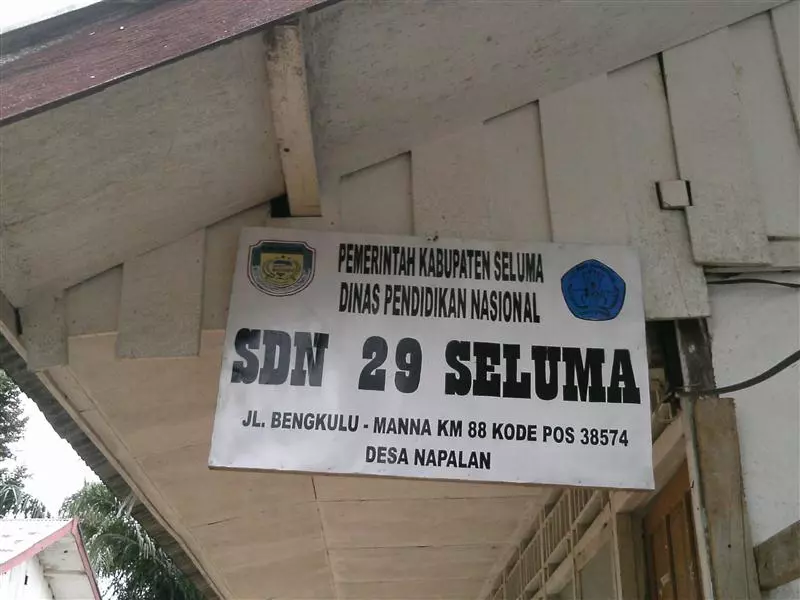 PEMERINTAH KABUPATEN SELUMA
DINAS PENDIDIKAN NASIONAL
SDN 29 SELUMA
JL. BENGKULU - MANNA KM 88 KODE POS 38574
DESA NAPALAN